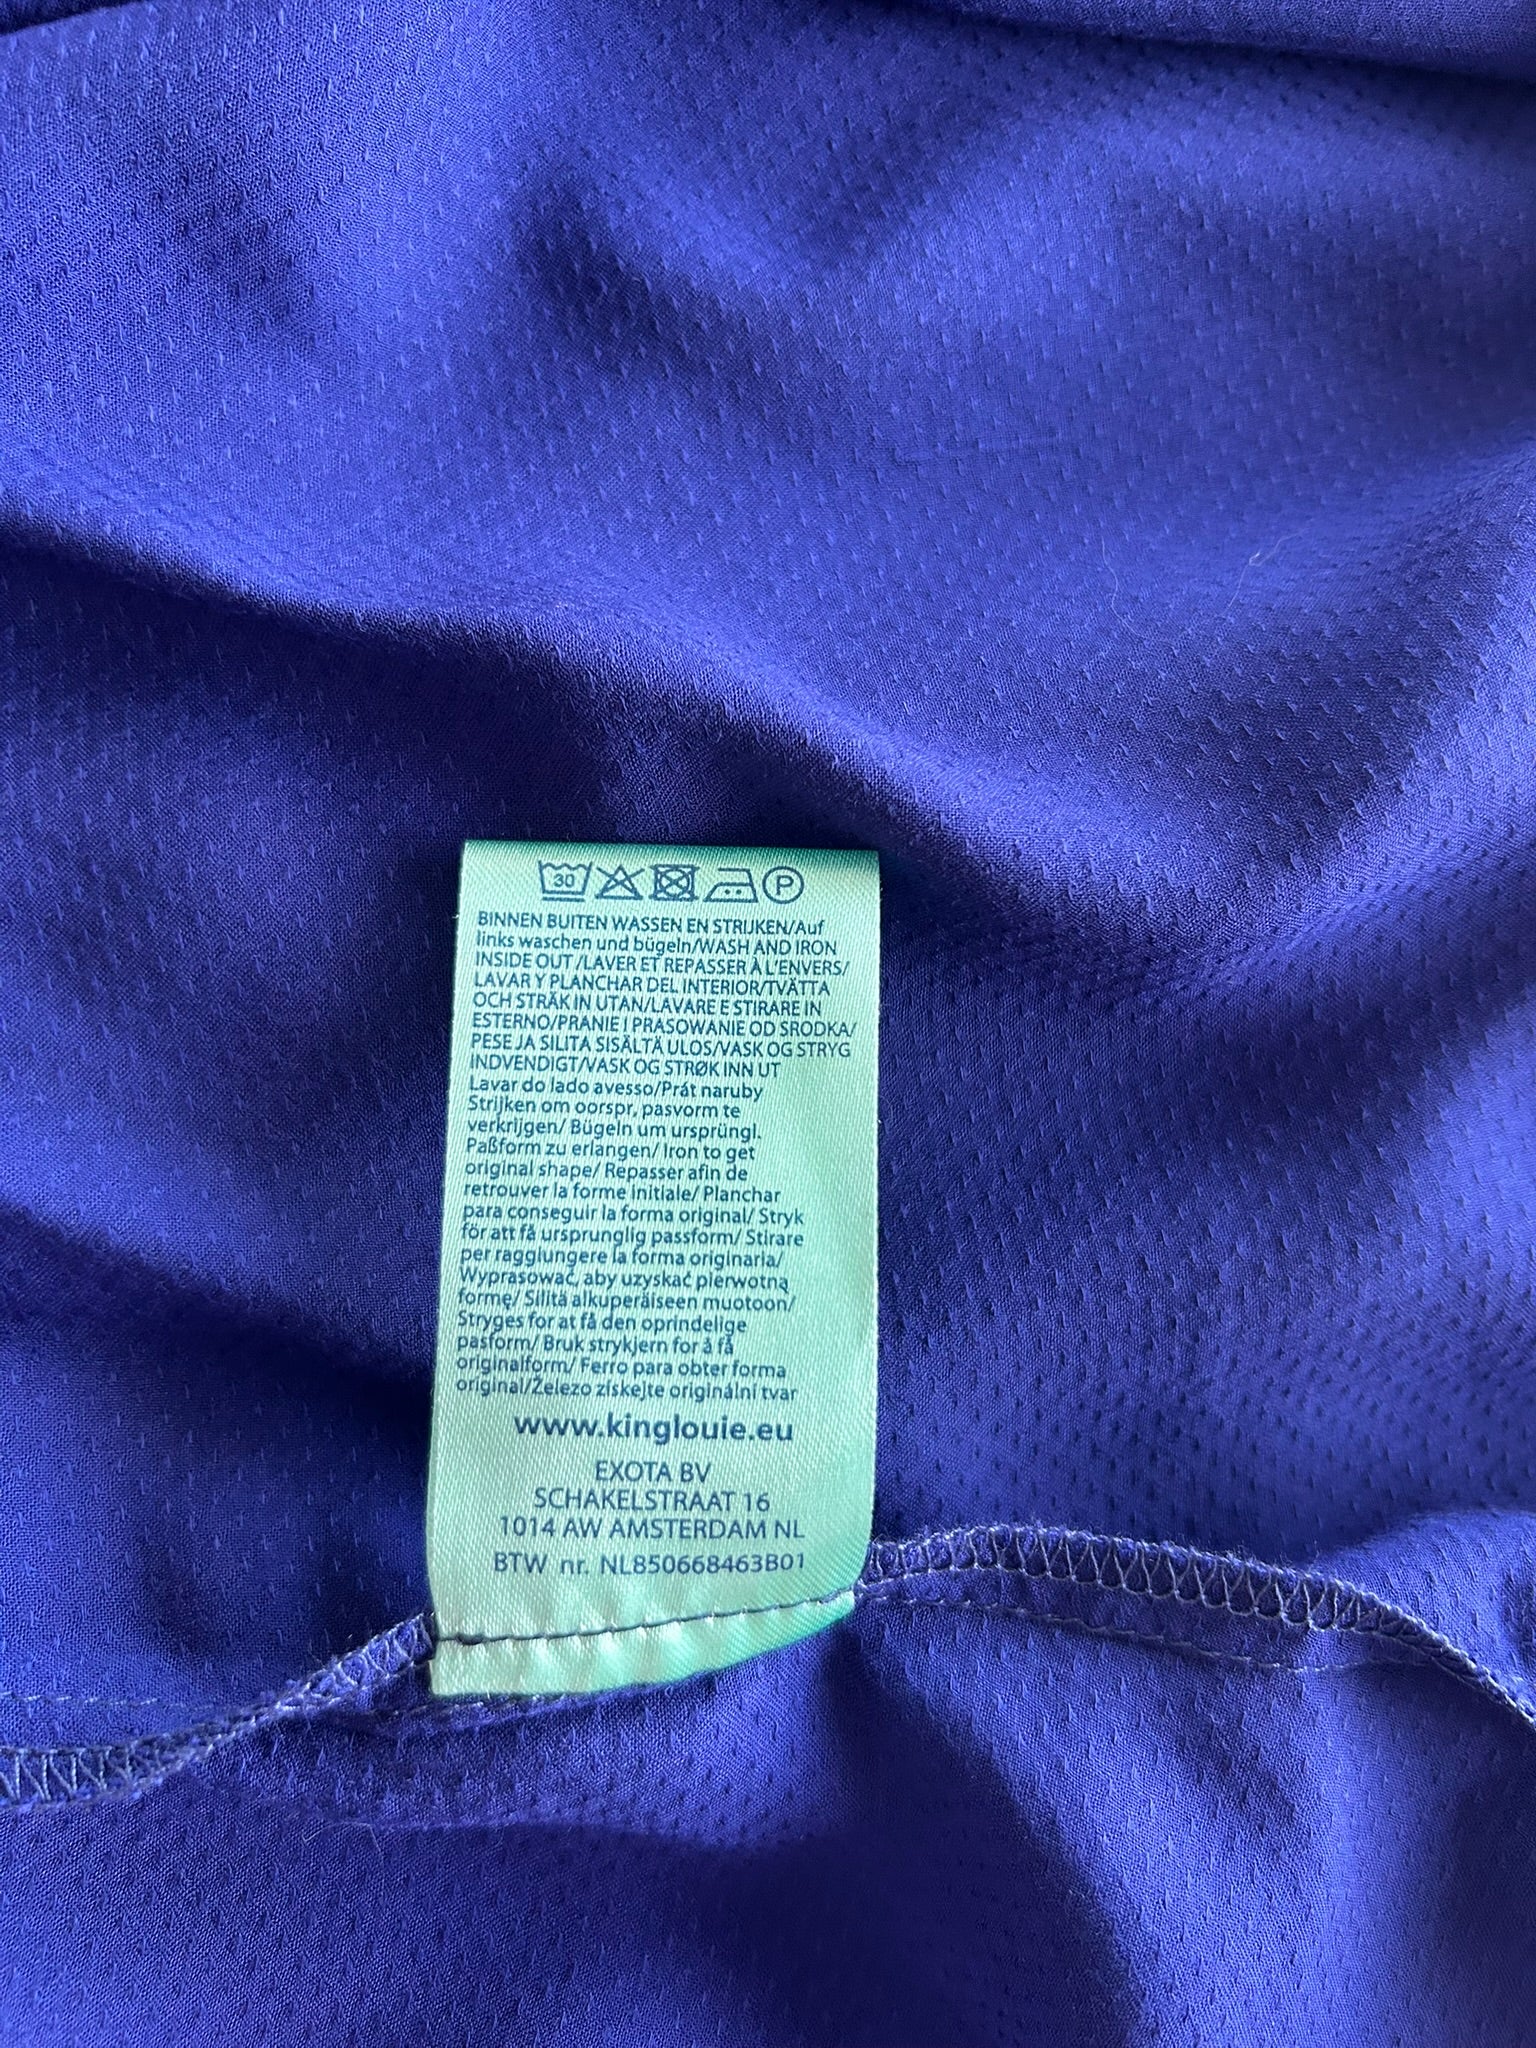 30 P
BINNEN BUITEN WASSEN EN STRIJKEN/Auf
links waschen und bügeln/WASH AND IRON
INSIDE OUT /LAVER ET REPASSER À L'ENVERS/
LAVAR Y PLANCHAR DEL INTERIOR/TVÄTTA
OCH STRÄK IN UTAN/LAVARE E STIRARE IN
ESTERNO/PRANIE I PRASOWANIE OD SRODKA/
PESE JA SILITA SISÄLTÄ ULOS/VASK OG STRYG
INDVENDIGT/VASK OG STRØK INN UT
Lavar do lado avesso/Prát naruby
Strijken om oorspr, pasvorm te
verkrijgen/ Bügeln um ursprüngl.
Paßform zu erlangen/ Iron to get
original shape/ Repasser afin de
retrouver la forme initiale/ Planchar
para conseguir la forma original/ Stryk
för att få ursprunglig passform/ Stirare
per raggiungere la forma originaria/
Wyprasować, aby uzyskać pierwotną
formę/ Silitä alkuperäiseen muotoon/
Stryges for at få den oprindelige
pasform/ Bruk strykjern for å få
originalform/ Ferro para obter forma
original/Železo získejte originální tvar
www.kinglouie.eu
EXOTA BV
SCHAKELSTRAAT 16
1014 AW AMSTERDAM NL
BTW nr. NL850668463B01